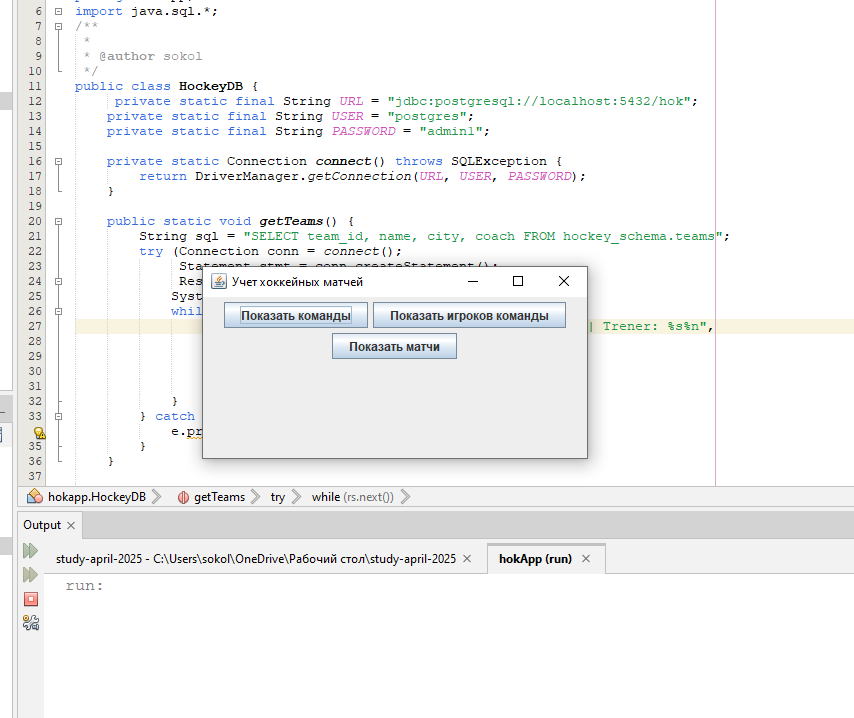 6 import java.sql.*;
7 /**
8 *
9 * @author sokol
10 */
11 public class HockeyDB {
12 private static final String URL = "jdbc:postgresql://localhost:5432/hok";
13 private static final String USER = "postgres";
14 private static final String PASSWORD = "admin1";
15
16 private static Connection connect() throws SQLException {
17 return DriverManager.getConnection(URL, USER, PASSWORD);
18 }
19
20 public static void getTeams() {
21 String sql = "SELECT team_id, name, city, coach FROM hockey_schema.teams";
22 try (Connection conn = connect();
23 Statement stmt = conn.createStatement();
24 Res
25 Syst
26 whil
27 | Trener: %s%n",
28
29
30
31
32 }
33 } catch
e.pr
35 }
36 }
37
Учет хоккейных матчей
Показать команды Показать игроков команды
Показать матчи
hokapp.HockeyDB getTeams try while (rs.next())
Output
study-april-2025 - C:\Users\sokol\OneDrive\Рабочий стол\study-april-2025 hokApp (run)
run: